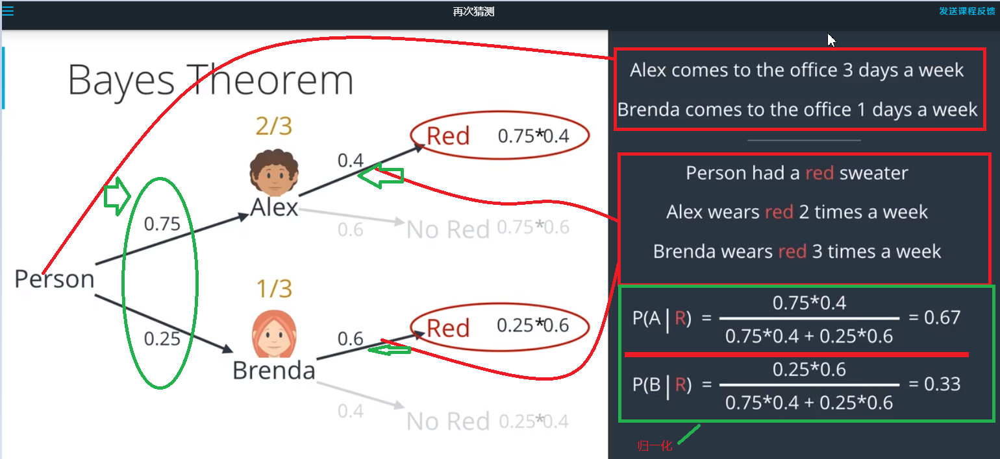 再次猜测
发送课程反馈
Bayes Theorem
2/3
Alex
0.75
0.4
Red 0.75*0.4
0.6
No Red 0.75*0.6
Person
1/3
Brenda
0.25
0.6
Red 0.25*0.6
0.4
No Red 0.25*0.4
Alex comes to the office 3 days a week
Brenda comes to the office 1 days a week
Person had a red sweater
Alex wears red 2 times a week
Brenda wears red 3 times a week
0.75*0.4
P(A|R) = = 0.67
0.75*0.4 + 0.25*0.6
0.25*0.6
P(B|R) = = 0.33
0.75*0.4 + 0.25*0.6
归一化